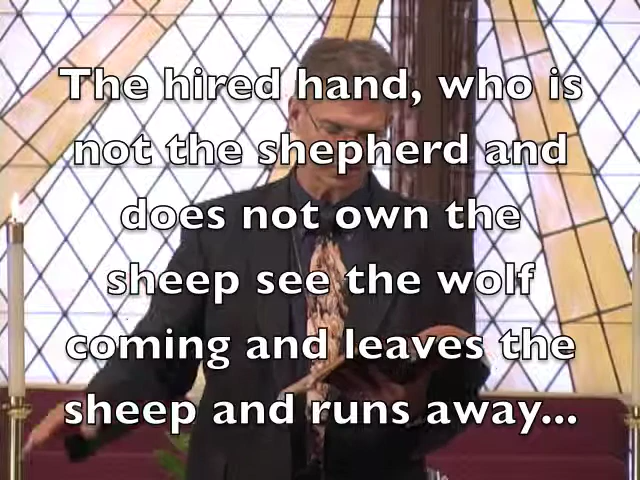 The hired hand, who is
not the shepherd and
does not own the
sheep see the wolf
coming and leaves the
sheep and runs away...